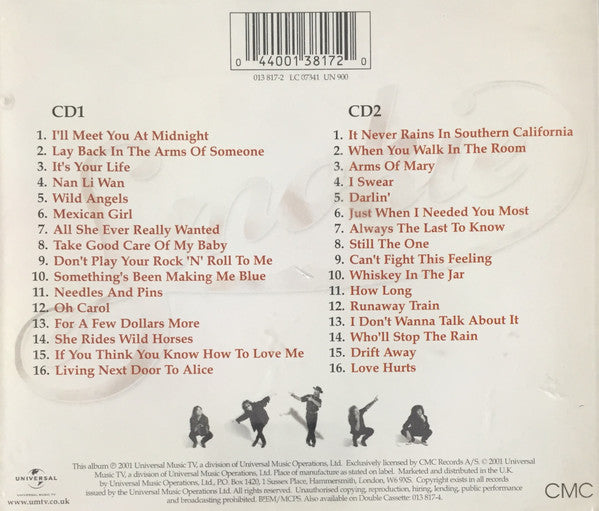 0 44001 38172 0
013 817-2 LC 07341 UN 900
CD1
1. I'll Meet You At Midnight
2. Lay Back In The Arms Of Someone
3. It's Your Life
4. Nan Li Wan
5. Wild Angels
6. Mexican Girl
7. All She Ever Really Wanted
8. Take Good Care Of My Baby
9. Don't Play Your Rock 'N' Roll To Me
10. Something's Been Making Me Blue
11. Needles And Pins
12. Oh Carol
13. For A Few Dollars More
14. She Rides Wild Horses
15. If You Think You Know How To Love Me
16. Living Next Door To Alice
CD2
1. It Never Rains In Southern California
2. When You Walk In The Room
3. Arms Of Mary
4. I Swear
5. Darlin'
6. Just When I Needed You Most
7. Always The Last To Know
8. Still The One
9. Can't Fight This Feeling
10. Whiskey In The Jar
11. How Long
12. Runaway Train
13. I Don't Wanna Talk About It
14. Who'll Stop The Rain
15. Drift Away
16. Love Hurts
Smokie
UNIVERSAL
UNIVERSAL MUSIC TV
www.umtv.co.uk
This album ℗ 2001 Universal Music TV, a division of Universal Music Operations, Ltd. Exclusively licensed by CMC Records A/S. © 2001 Universal
Music TV, a division of Universal Music Operations, Ltd. Place of manufacture as stated on label. Marketed and distributed in the U.K.
by Universal Music Operations, Ltd., P.O. Box 1420, 1 Sussex Place, Hammersmith, London, W6 9XS. Copyright exists in all records
issued by the Universal Music Operations Ltd. All rights reserved. Unauthorised copying, reproduction, hiring, lending, public performance
and broadcasting prohibited. BIEM/MCPS. Also available on Double Cassette: 013 817-4.
CMC